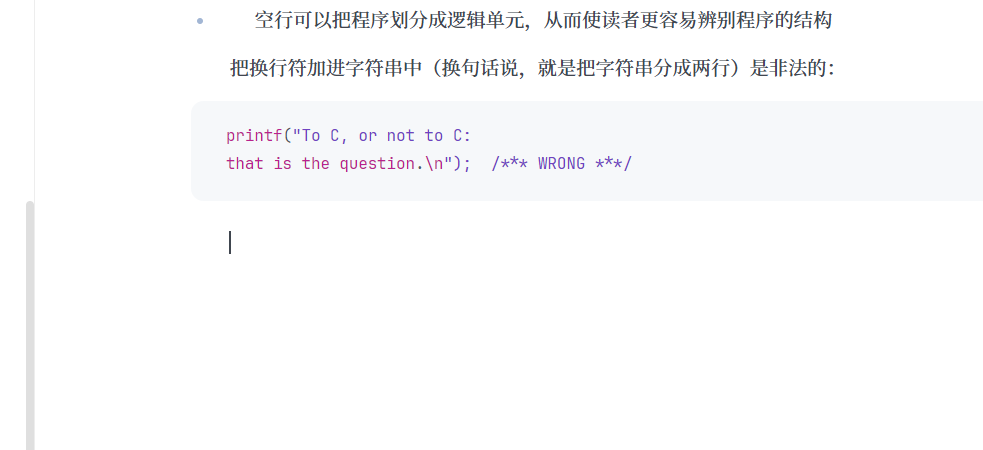 空行可以把程序划分成逻辑单元，从而使读者更容易辨别程序的结构
把换行符加进字符串中（换句话说，就是把字符串分成两行）是非法的：
printf("To C, or not to C:
that is the question.\n");  /*** WRONG ***/